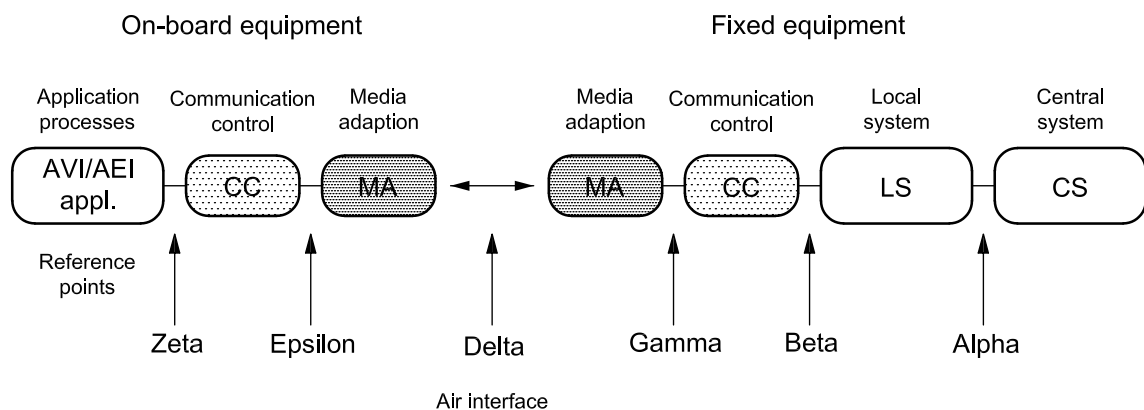 On-board equipment
Fixed equipment
Application
processes
Communication
control
Media
adaption
Media
adaption
Communication
control
Local
system
Central
system
AVI/AEI
appl.
CC
MA
MA
CC
LS
CS
Reference
points
Zeta
Epsilon
Delta
Gamma
Beta
Alpha
Air interface